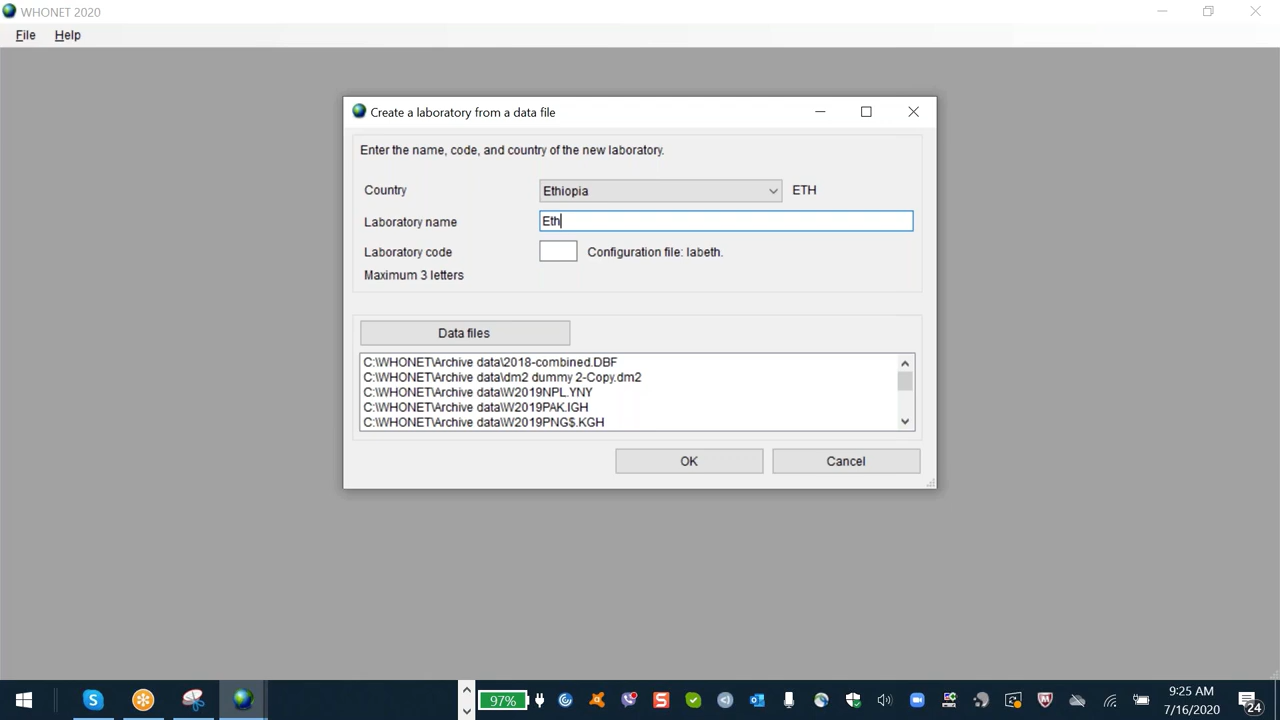 WHONET 2020
File Help
Create a laboratory from a data file
Enter the name, code, and country of the new laboratory.
Country Ethiopia ETH
Laboratory name Eth
Laboratory code Configuration file: labeth.
Maximum 3 letters
Data files
C:\WHONET\Archive data\2018-combined.DBF
C:\WHONET\Archive data\dm2 dummy 2-Copy.dm2
C:\WHONET\Archive data\W2019NPL.YNY
C:\WHONET\Archive data\W2019PAK.IGH
C:\WHONET\Archive data\W2019PNG$.KGH
OK Cancel
97%
9:25 AM
7/16/2020
24